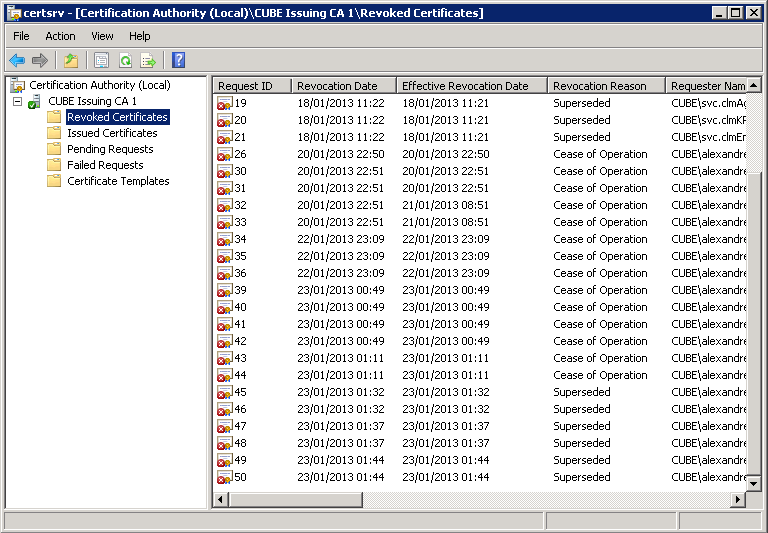 certsrv - [Certification Authority (Local)\CUBE Issuing CA 1\Revoked Certificates]
File Action View Help
Certification Authority (Local)
CUBE Issuing CA 1
Revoked Certificates
Issued Certificates
Pending Requests
Failed Requests
Certificate Templates
Request ID Revocation Date Effective Revocation Date Revocation Reason Requester Nam
19 18/01/2013 11:22 18/01/2013 11:21 Superseded CUBE\svc.clmAg
20 18/01/2013 11:22 18/01/2013 11:21 Superseded CUBE\svc.clmKR
21 18/01/2013 11:22 18/01/2013 11:21 Superseded CUBE\svc.clmEn
26 20/01/2013 22:50 20/01/2013 22:50 Cease of Operation CUBE\alexandre
30 20/01/2013 22:51 20/01/2013 22:51 Cease of Operation CUBE\alexandre
31 20/01/2013 22:51 20/01/2013 22:51 Cease of Operation CUBE\alexandre
32 20/01/2013 22:51 21/01/2013 08:51 Cease of Operation CUBE\alexandre
33 20/01/2013 22:51 21/01/2013 08:51 Cease of Operation CUBE\alexandre
34 22/01/2013 23:09 22/01/2013 23:09 Cease of Operation CUBE\alexandre
35 22/01/2013 23:09 22/01/2013 23:09 Cease of Operation CUBE\alexandre
36 22/01/2013 23:09 22/01/2013 23:09 Cease of Operation CUBE\alexandre
39 23/01/2013 00:49 23/01/2013 00:49 Cease of Operation CUBE\alexandre
40 23/01/2013 00:49 23/01/2013 00:49 Cease of Operation CUBE\alexandre
41 23/01/2013 00:49 23/01/2013 00:49 Cease of Operation CUBE\alexandre
42 23/01/2013 00:49 23/01/2013 00:49 Cease of Operation CUBE\alexandre
43 23/01/2013 01:11 23/01/2013 01:11 Cease of Operation CUBE\alexandre
44 23/01/2013 01:11 23/01/2013 01:11 Cease of Operation CUBE\alexandre
45 23/01/2013 01:32 23/01/2013 01:32 Superseded CUBE\alexandre
46 23/01/2013 01:32 23/01/2013 01:32 Superseded CUBE\alexandre
47 23/01/2013 01:37 23/01/2013 01:37 Superseded CUBE\alexandre
48 23/01/2013 01:37 23/01/2013 01:37 Superseded CUBE\alexandre
49 23/01/2013 01:44 23/01/2013 01:44 Superseded CUBE\alexandre
50 23/01/2013 01:44 23/01/2013 01:44 Superseded CUBE\alexandre